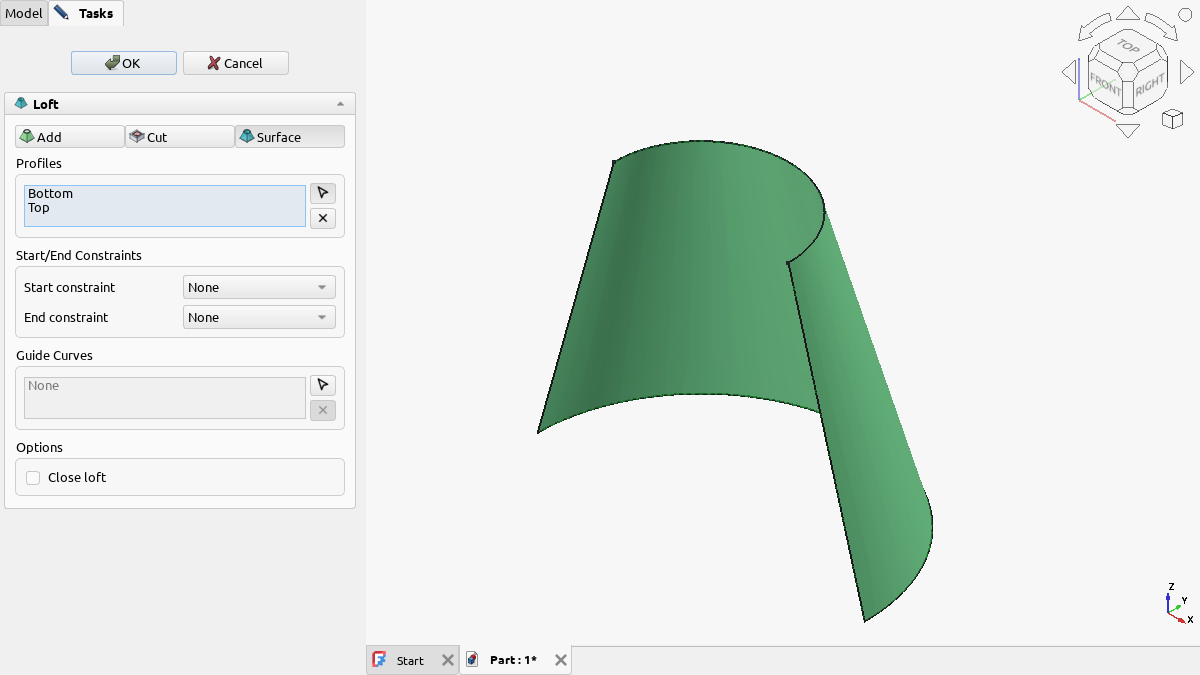 Model
Tasks
OK
Cancel
Loft
Add
Cut
Surface
Profiles
Bottom
Top
Start/End Constraints
Start constraint
None
End constraint
None
Guide Curves
None
Options
Close loft
TOP
FRONT
RIGHT
Z
Y
X
Start
Part : 1*